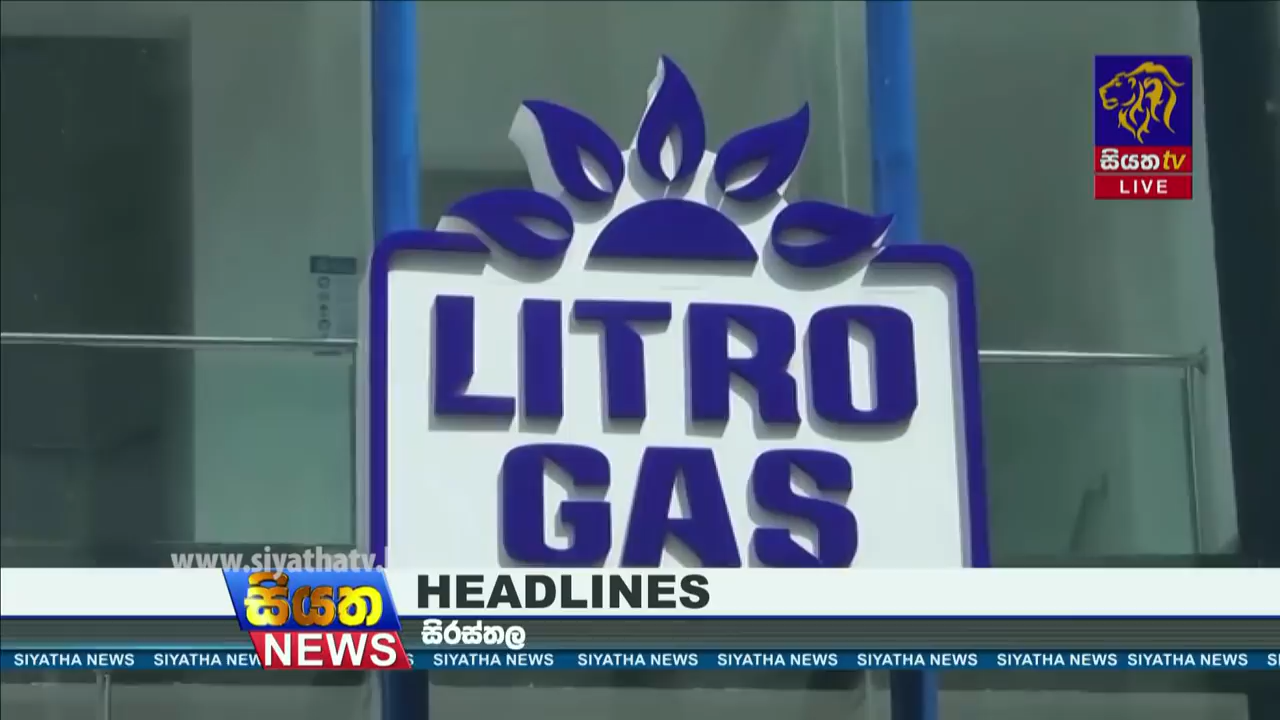 සියත tv
LIVE
LITRO
GAS
www.siyathatv.
සියත
NEWS
HEADLINES
සිරස්තල
SIYATHA NEWS SIYATHA NEW SIYATHA NEWS SIYATHA NEWS SIYATHA NEWS SIYATHA NEWS SIYATHA NEWS SIYATHA NEWS S